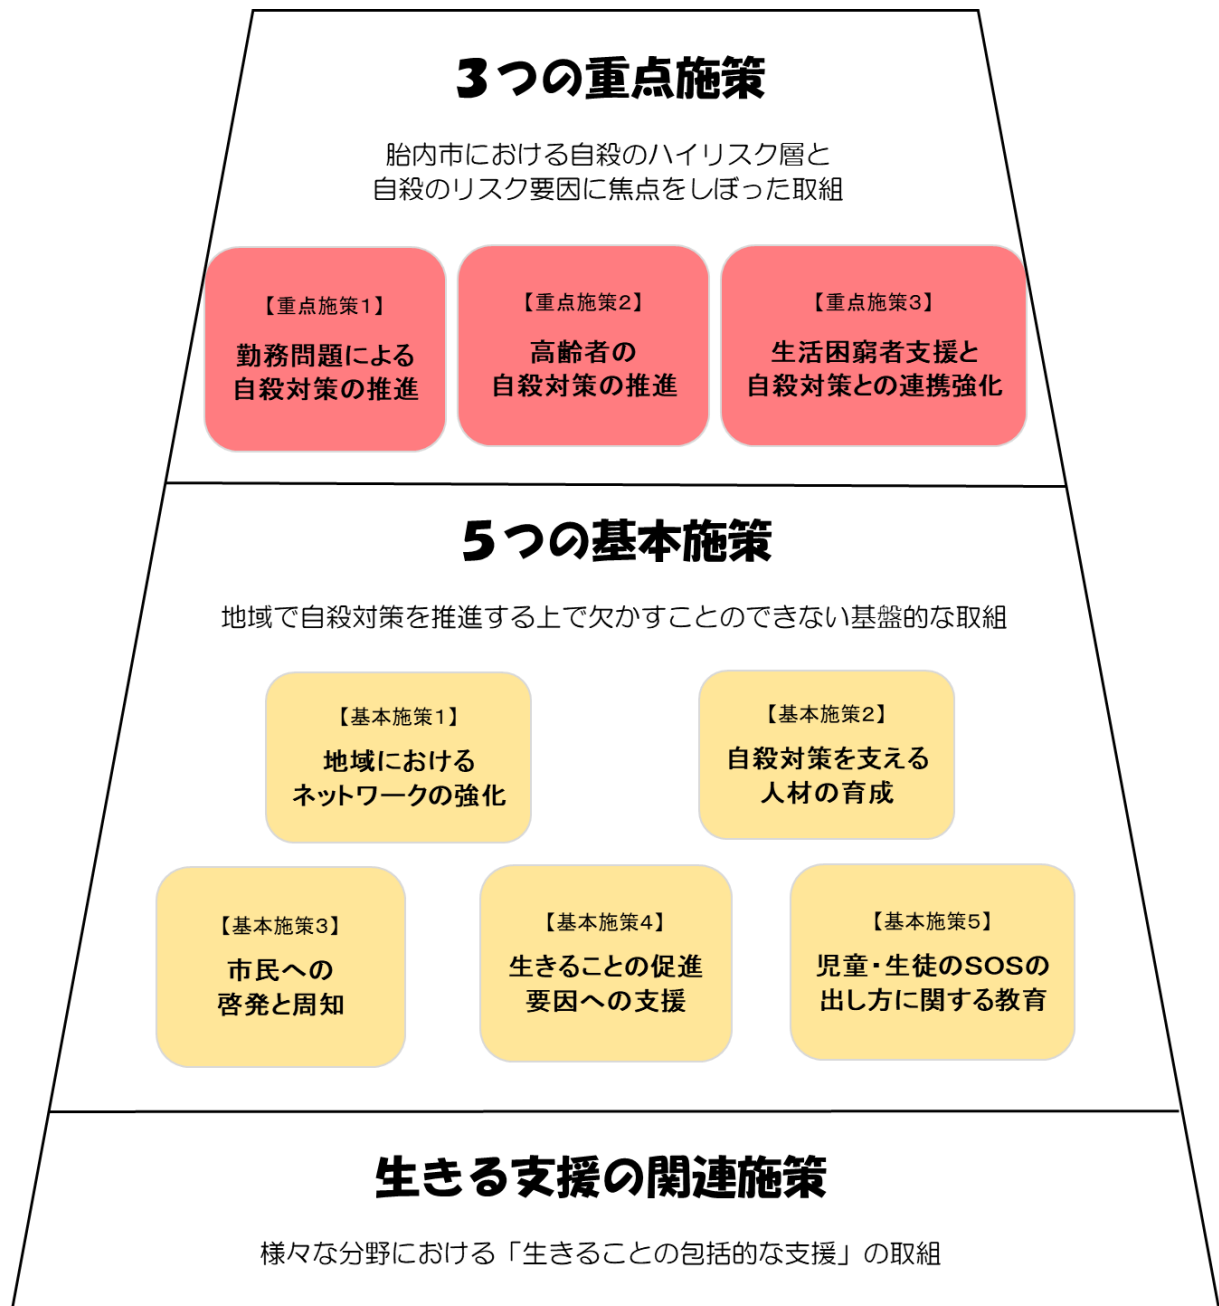 3つの重点施策
胎内市における自殺のハイリスク層と
自殺のリスク要因に焦点をしぼった取組
【重点施策1】
勤務問題による
自殺対策の推進
【重点施策2】
高齢者の
自殺対策の推進
【重点施策3】
生活困窮者支援と
自殺対策との連携強化
5つの基本施策
地域で自殺対策を推進する上で欠かすことのできない基盤的な取組
【基本施策1】
地域における
ネットワークの強化
【基本施策2】
自殺対策を支える
人材の育成
【基本施策3】
市民への
啓発と周知
【基本施策4】
生きることの促進
要因への支援
【基本施策5】
児童・生徒のSOSの
出し方に関する教育
生きる支援の関連施策
様々な分野における「生きることの包括的な支援」の取組